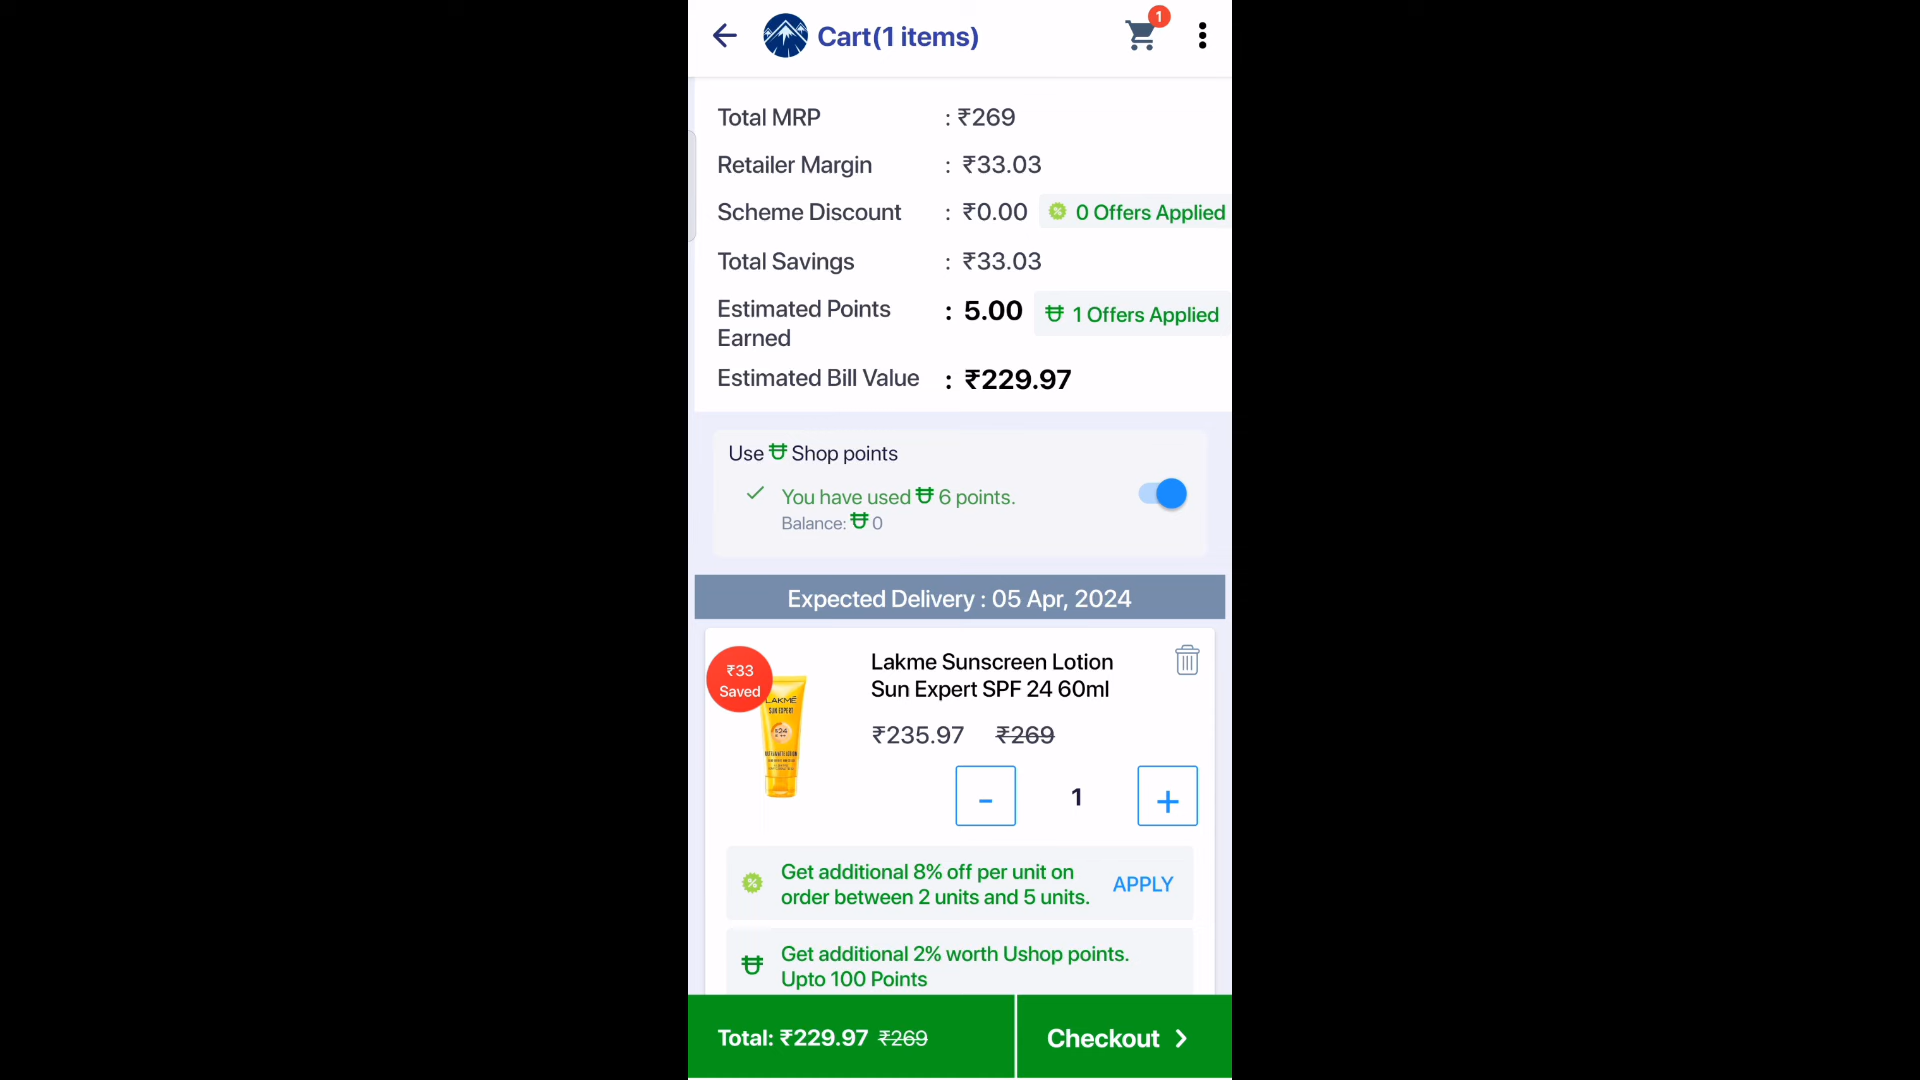 Cart(1 items)
1
Total MRP : ₹269
Retailer Margin : ₹33.03
Scheme Discount : ₹0.00 0 Offers Applied
Total Savings : ₹33.03
Estimated Points Earned : 5.00 1 Offers Applied
Estimated Bill Value : ₹229.97
Use Shop points
You have used 6 points.
Balance: 0
Expected Delivery : 05 Apr, 2024
₹33
Saved
LAKMÉ
SUN EXPERT
24
Lakme Sunscreen Lotion
Sun Expert SPF 24 60ml
₹235.97 ₹269
- 1 +
Get additional 8% off per unit on
order between 2 units and 5 units.
APPLY
Get additional 2% worth Ushop points.
Upto 100 Points
Total: ₹229.97 ₹269
Checkout